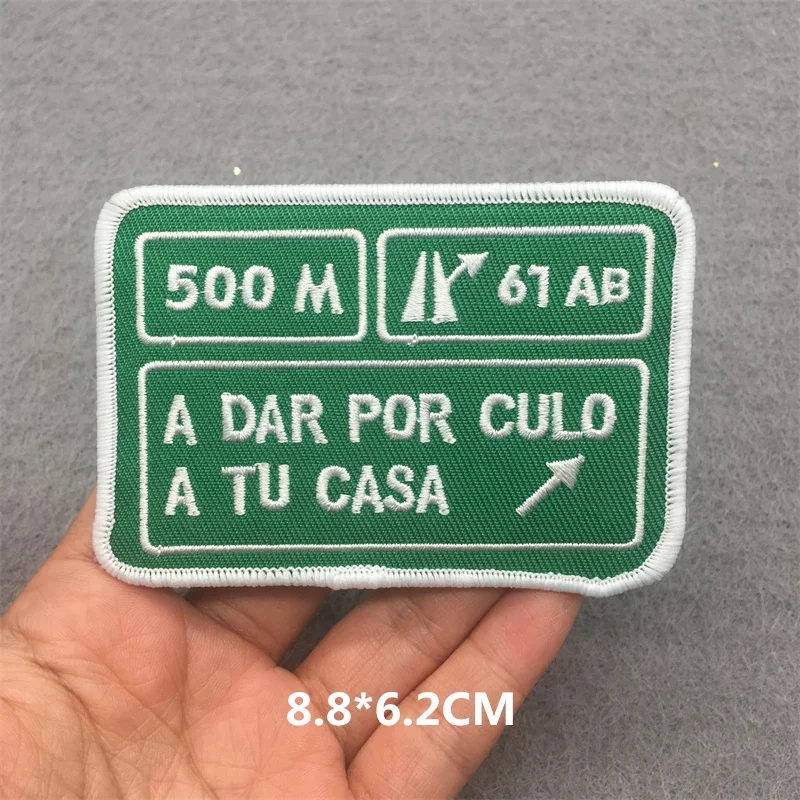 500 M
61 AB
A DAR POR CULO
A TU CASA
8.8*6.2CM